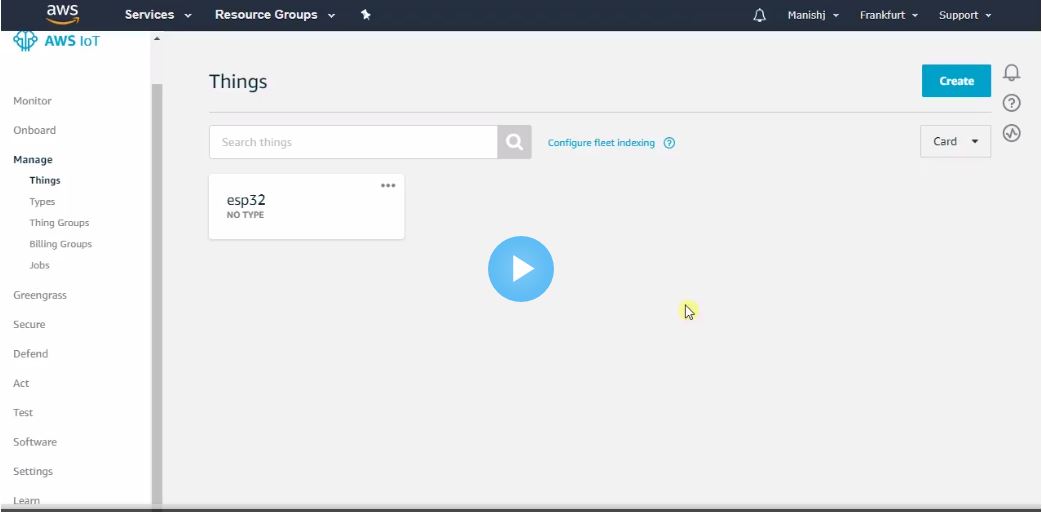 aws Services Resource Groups Manishj Frankfurt Support
AWS IoT
Monitor
Onboard
Manage
Things
Types
Thing Groups
Billing Groups
Jobs
Greengrass
Secure
Defend
Act
Test
Software
Settings
Learn
Things
Create
Search things
Configure fleet indexing ?
Card
esp32
NO TYPE
?